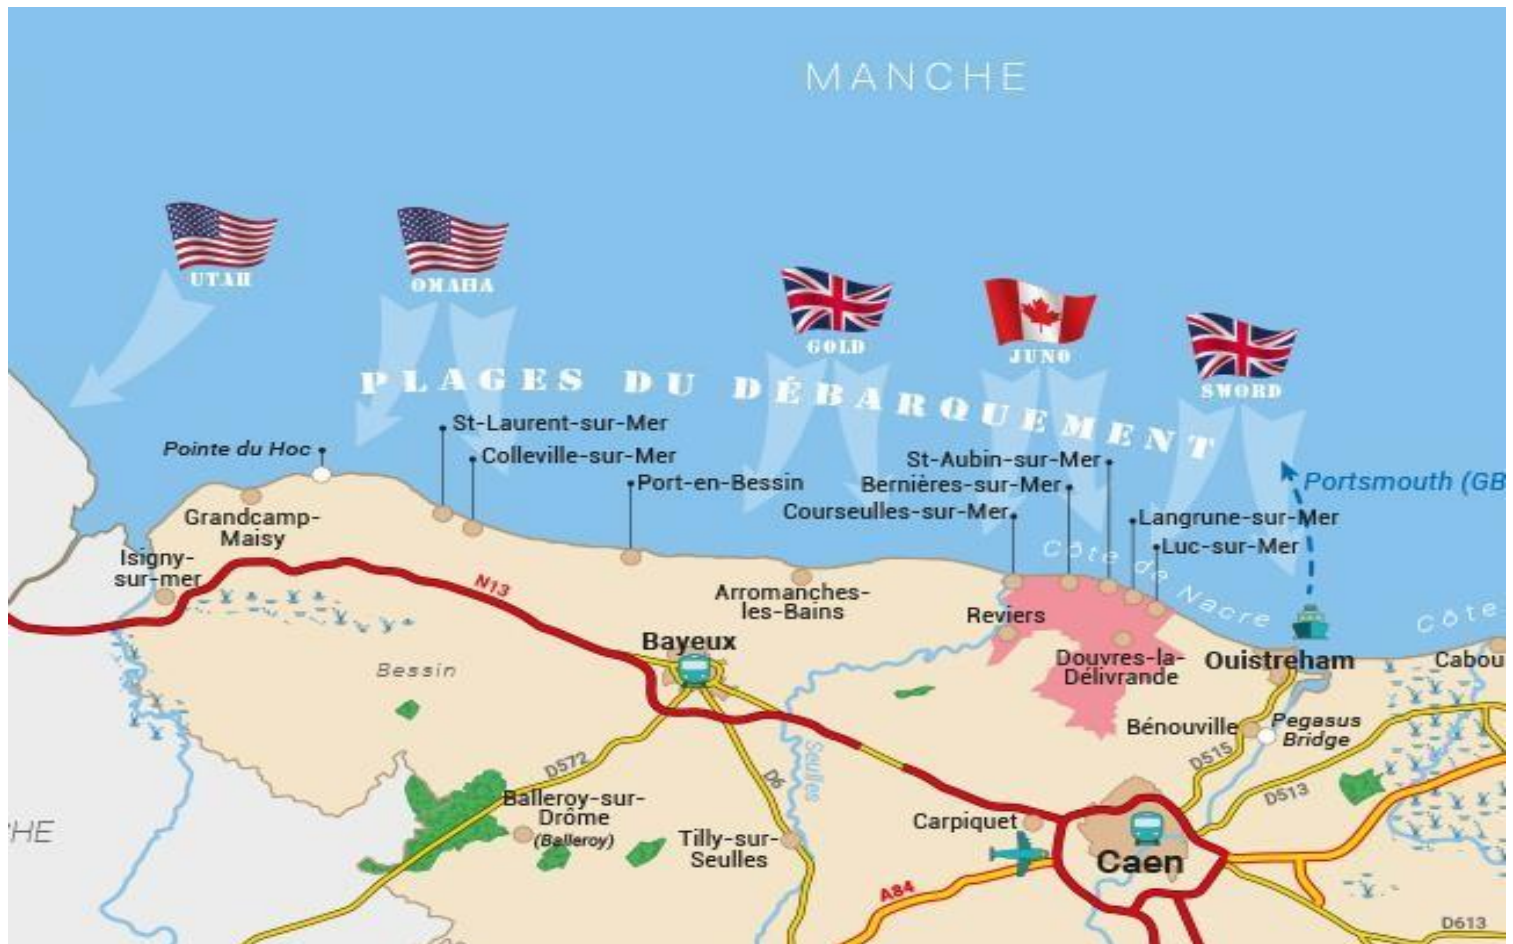 MANCHE
UTAH
OMAHA
GOLD
JUNO
SWORD
PLAGES DU DÉBARQUEMENT
Pointe du Hoc
St-Laurent-sur-Mer
Colleville-sur-Mer
Port-en-Bessin
St-Aubin-sur-Mer
Bernières-sur-Mer
Courseulles-sur-Mer
Portsmouth (GB
Langrune-sur-Mer
Luc-sur-Mer
Côte de Nacre
Côte
Grandcamp-
Maisy
Isigny-
sur-mer
N13
Arromanches-
les-Bains
Reviers
Bayeux
Bessin
Douvres-la-
Délivrande
Ouistreham
Cabou
Bénouville
Pegasus
Bridge
D572
D6
Seulles
D515
D513
Balleroy-sur-
Drôme
(Balleroy)
Tilly-sur-
Seulles
Carpiquet
Caen
A84
D613
HE